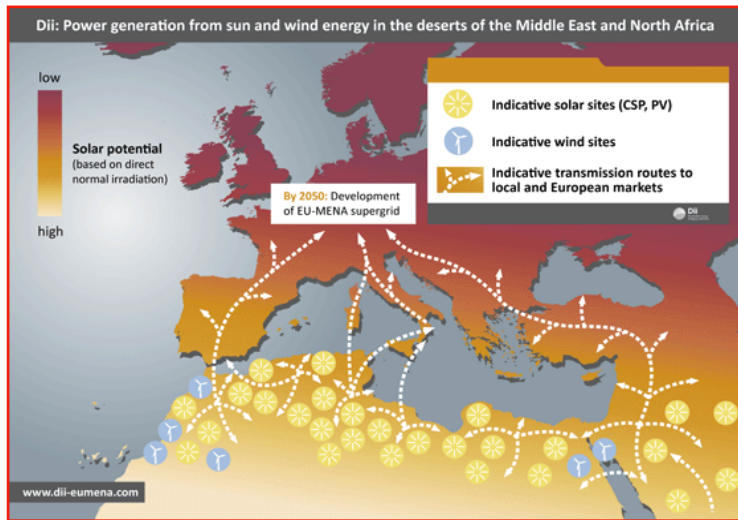 Dii: Power generation from sun and wind energy in the deserts of the Middle East and North Africa
low
Solar potential
(based on direct
normal irradiation)
high
Indicative solar sites (CSP, PV)
Indicative wind sites
Indicative transmission routes to
local and European markets
Dii
By 2050: Development
of EU-MENA supergrid
www.dii-eumena.com